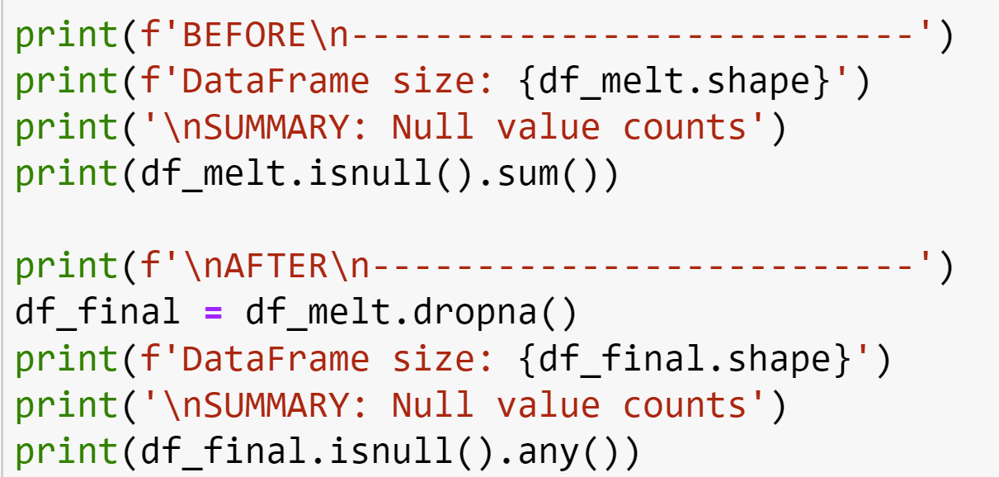 print(f'BEFORE\n---------------------------')
print(f'DataFrame size: {df_melt.shape}')
print('\nSUMMARY: Null value counts')
print(df_melt.isnull().sum())
print(f'\nAFTER\n--------------------------')
df_final = df_melt.dropna()
print(f'DataFrame size: {df_final.shape}')
print('\nSUMMARY: Null value counts')
print(df_final.isnull().any())